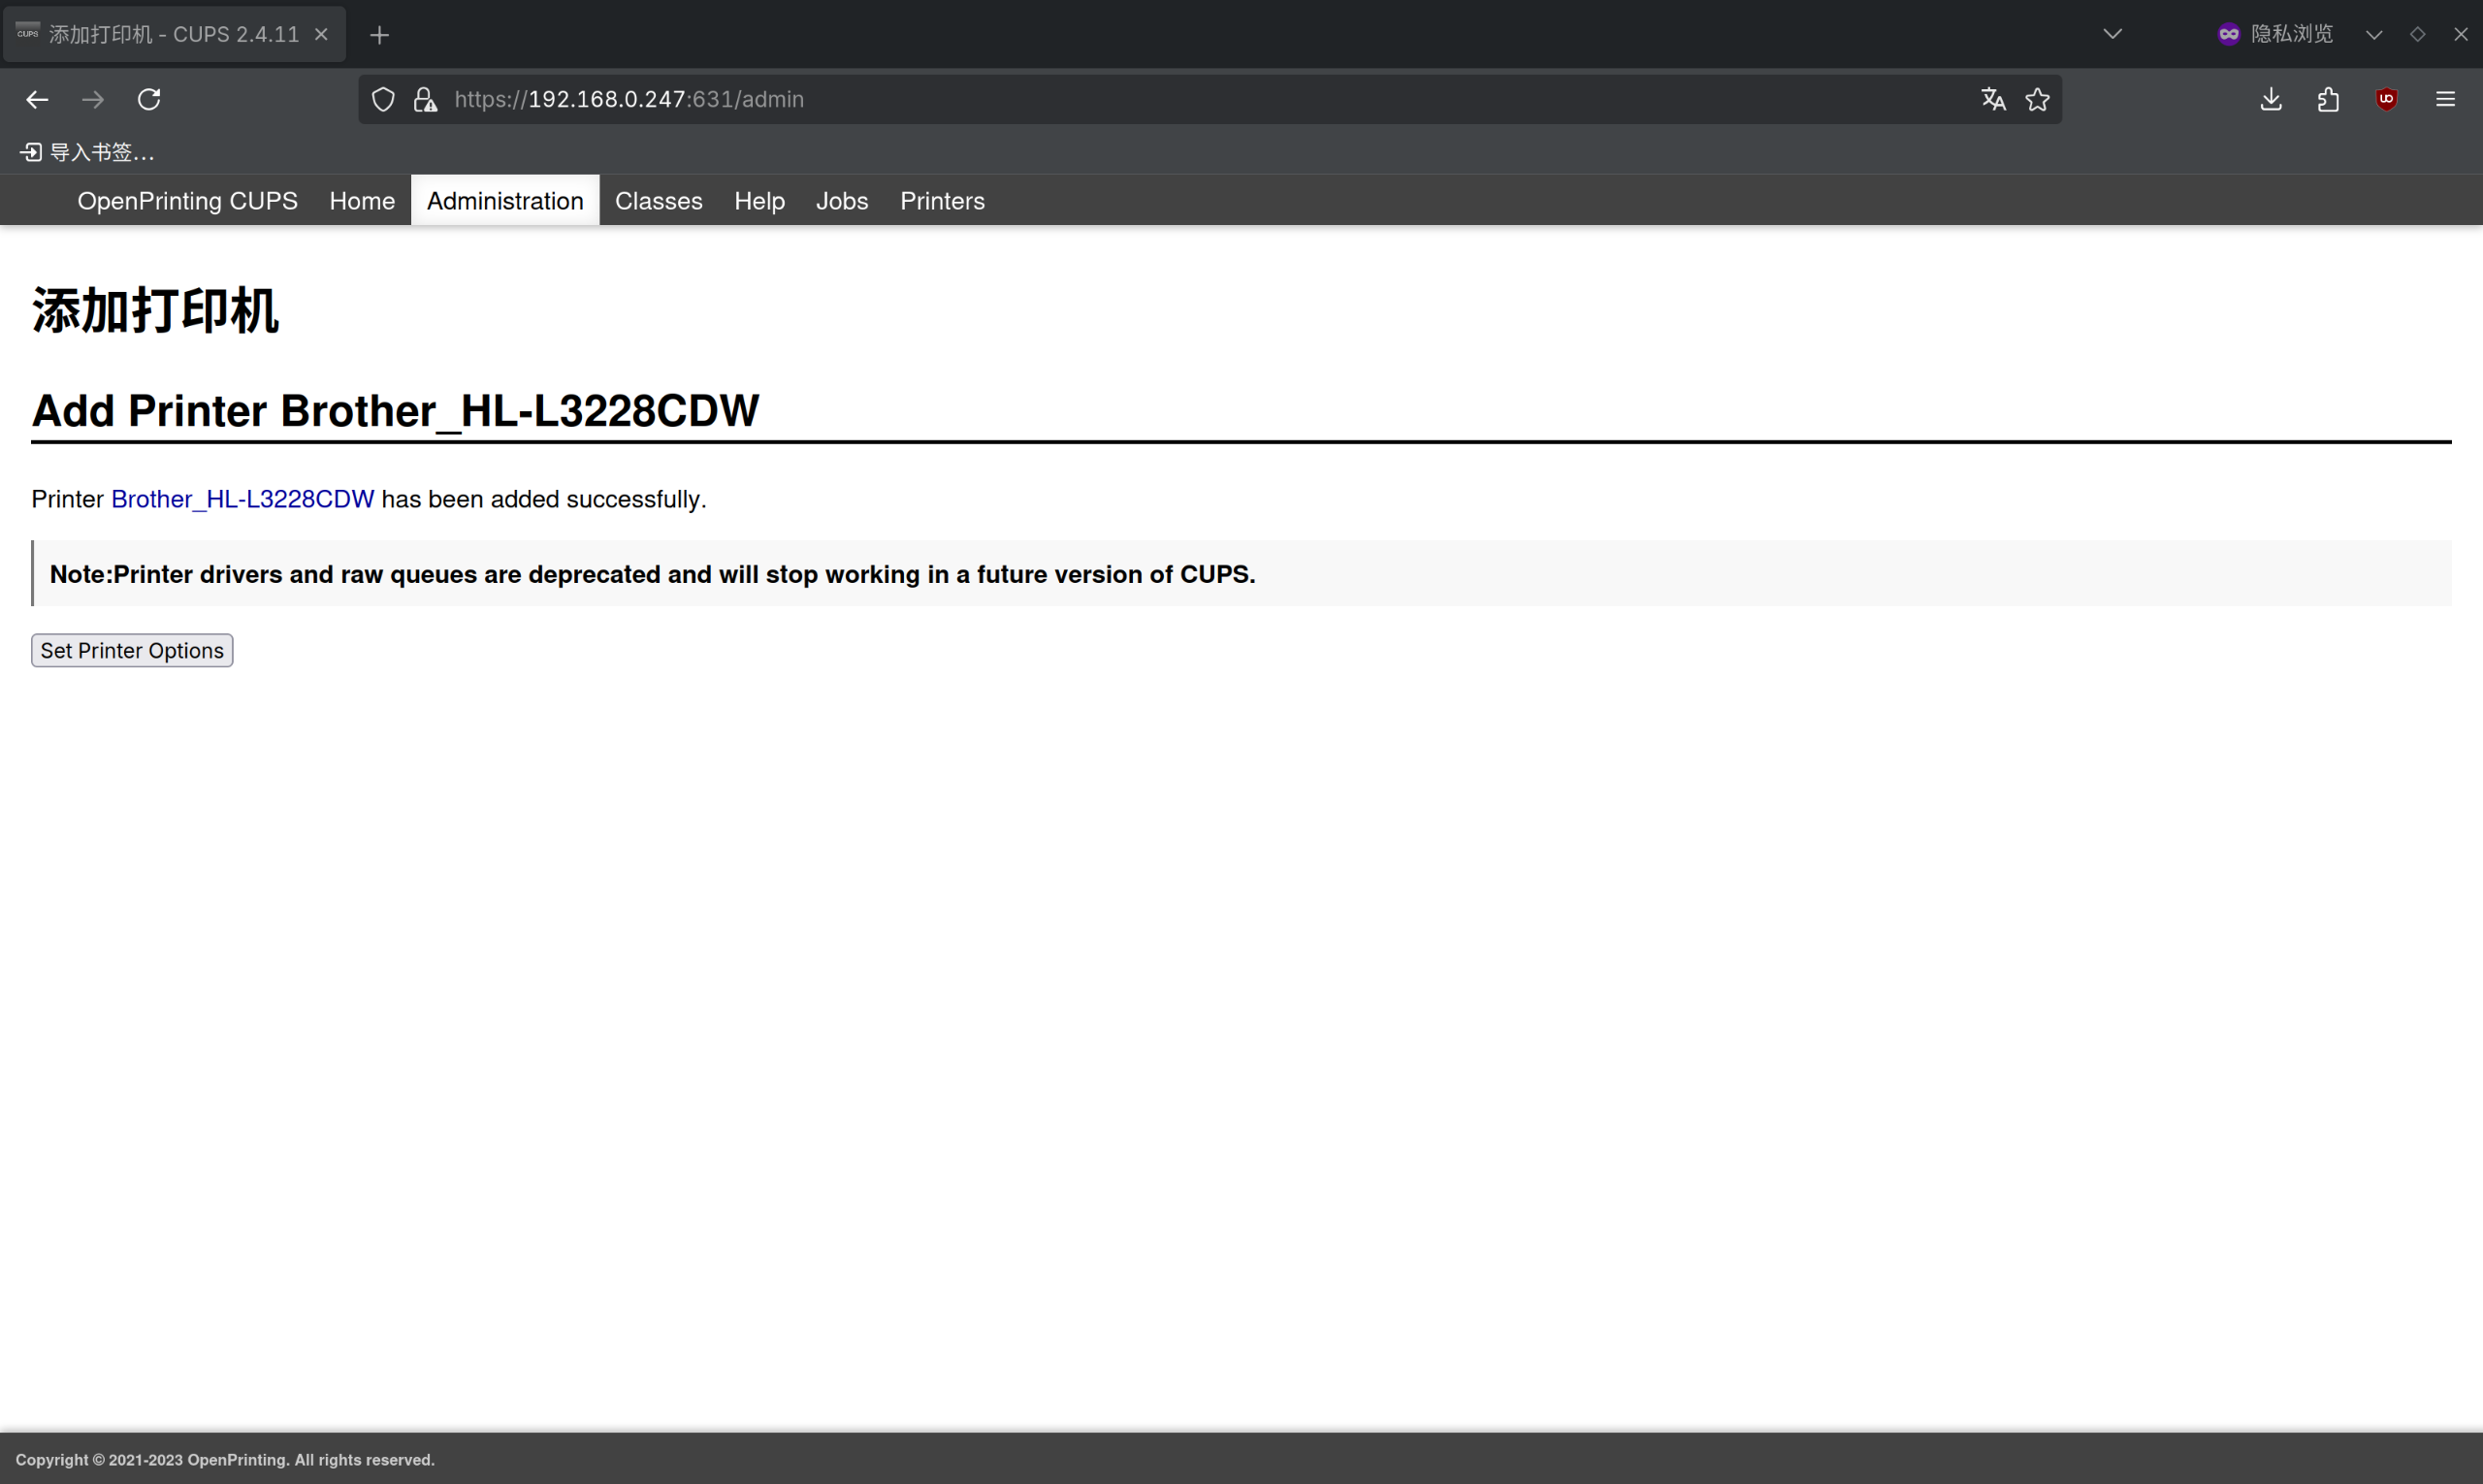 CUPS 添加打印机 - CUPS 2.4.11
隐私浏览
https://192.168.0.247:631/admin
导入书签...
OpenPrinting CUPS Home Administration Classes Help Jobs Printers
添加打印机
Add Printer Brother_HL-L3228CDW
Printer Brother_HL-L3228CDW has been added successfully.
Note:Printer drivers and raw queues are deprecated and will stop working in a future version of CUPS.
Set Printer Options
Copyright © 2021-2023 OpenPrinting. All rights reserved.